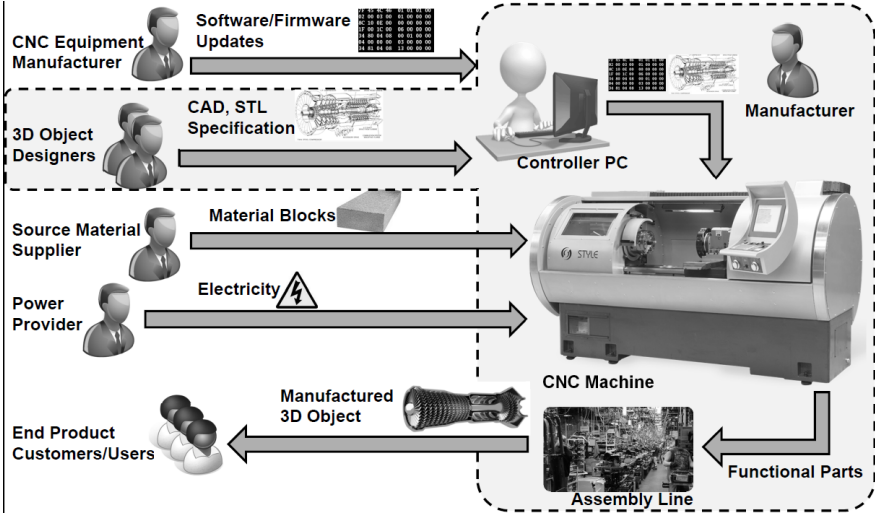 CNC Equipment
Manufacturer
Software/Firmware
Updates
3D Object
Designers
CAD, STL
Specification
Controller PC
Manufacturer
Source Material
Supplier
Material Blocks
STYLE
Power
Provider
Electricity
CNC Machine
Manufactured
3D Object
End Product
Customers/Users
Functional Parts
Assembly Line